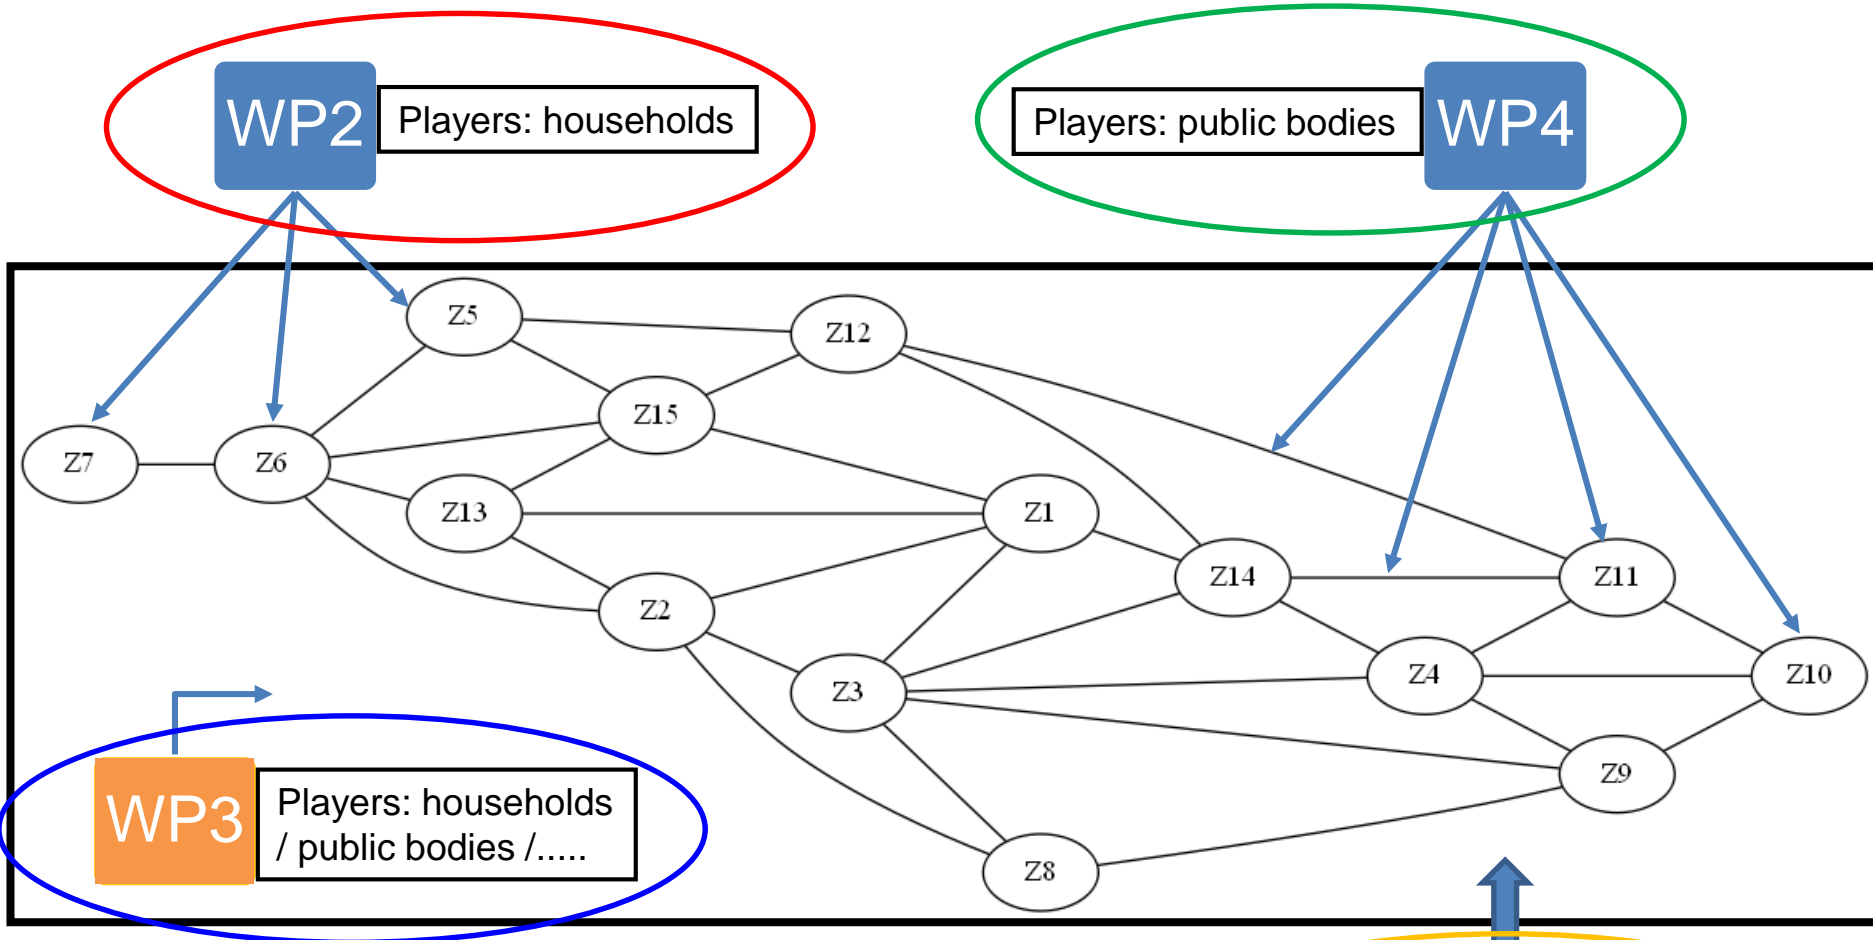 WP2
Players: households
Players: public bodies
WP4
Z5
Z12
Z15
Z7
Z6
Z13
Z1
Z14
Z11
Z2
Z3
Z4
Z10
Z9
Z8
WP3
Players: households
/ public bodies /.....